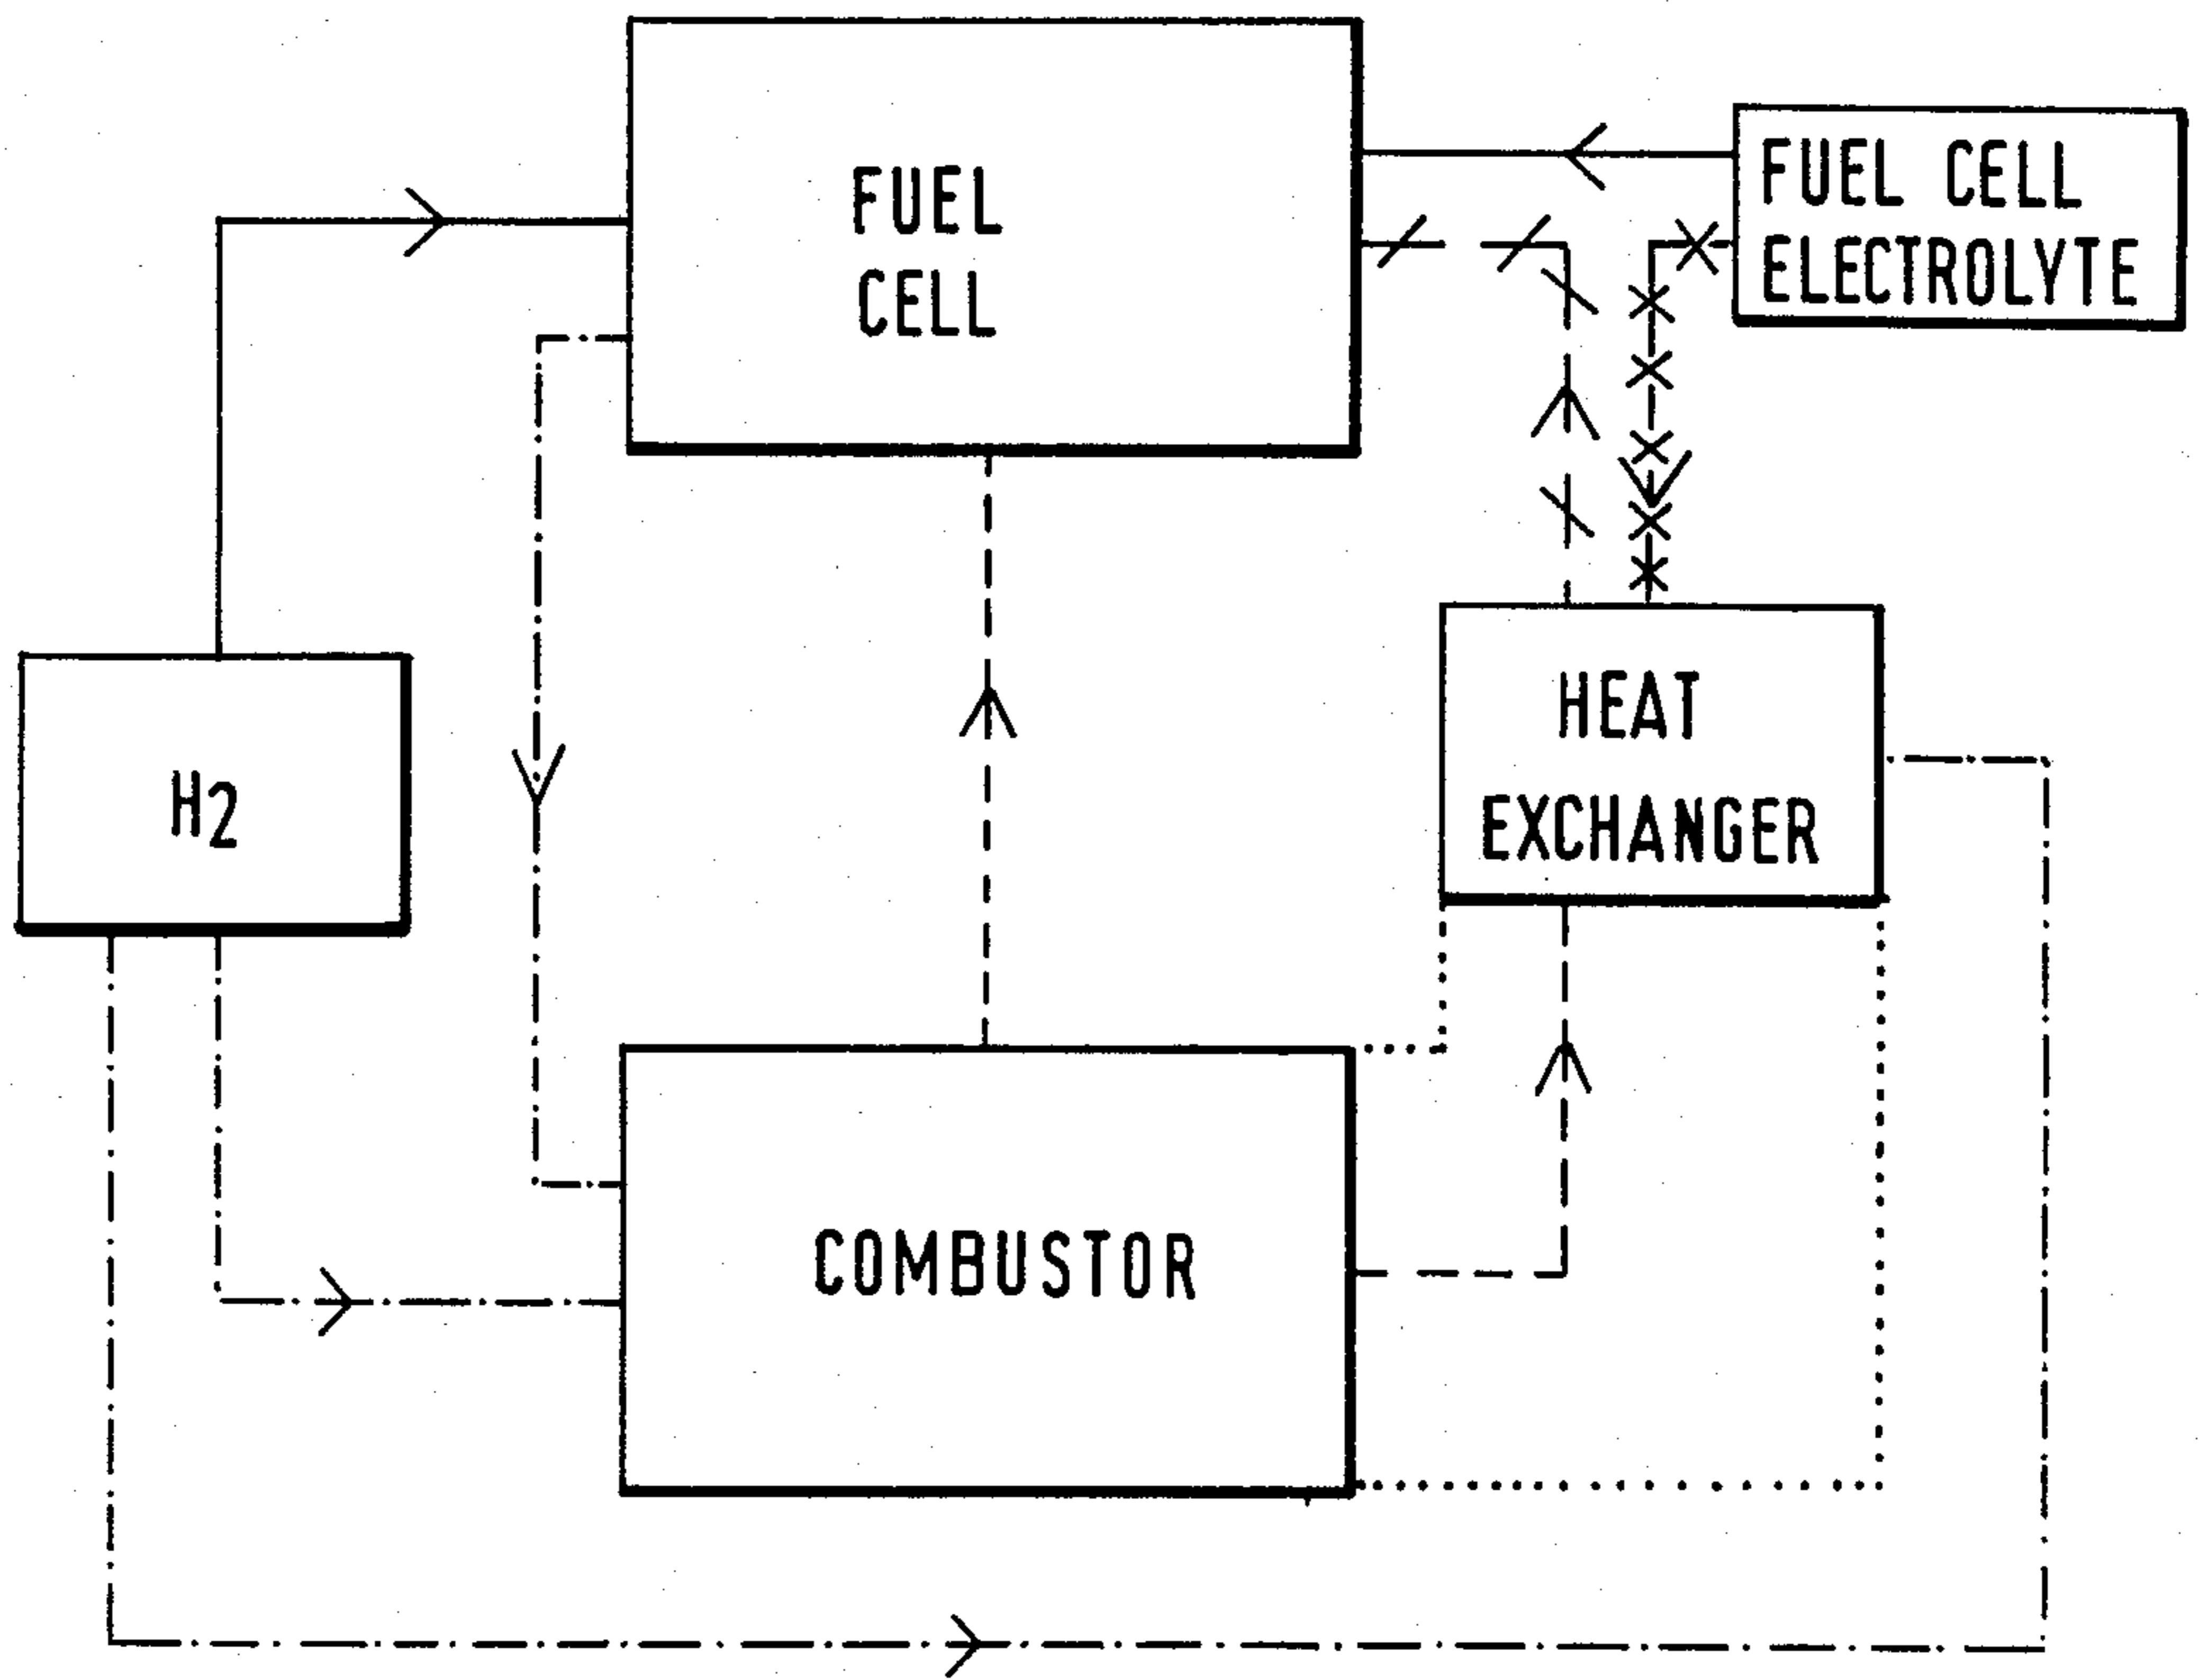 FUEL
CELL
FUEL CELL
ELECTROLYTE
H2
HEAT
EXCHANGER
COMBUSTOR